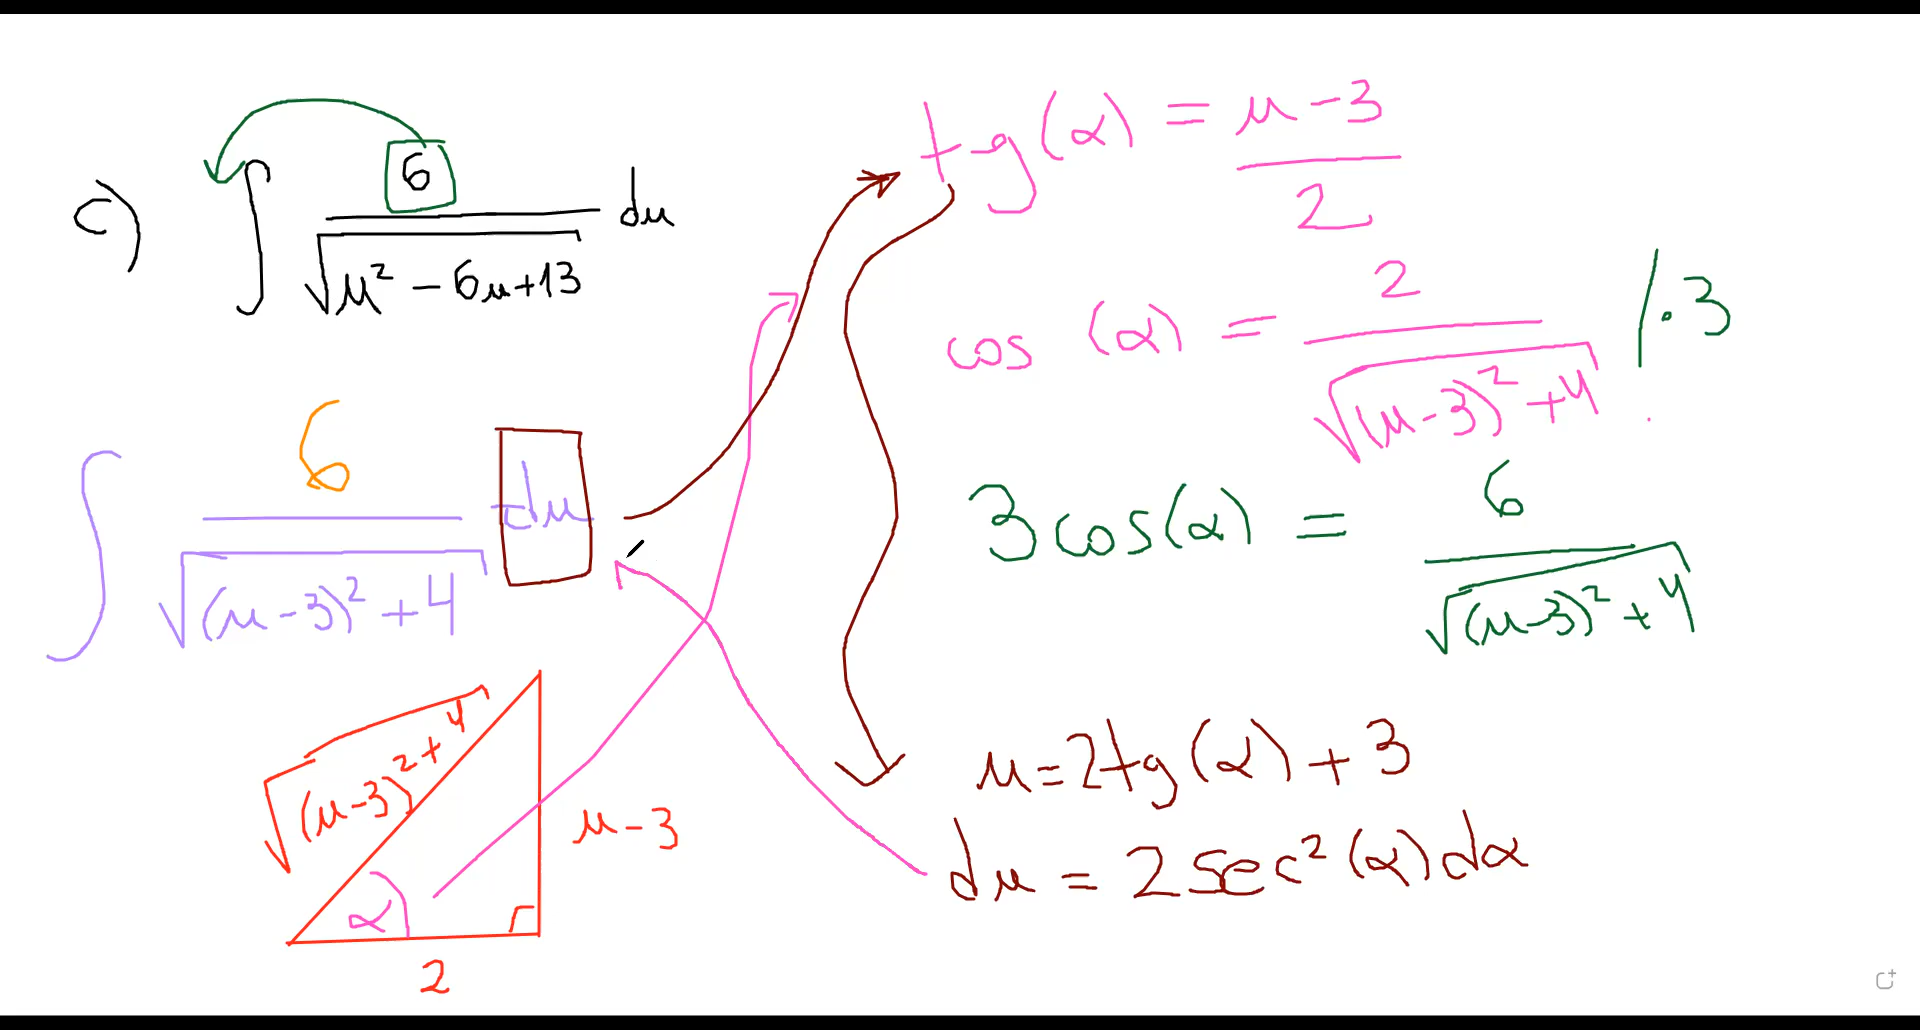 c) ∫ 6/√(u² - 6u+13) du
∫ 6/√((u-3)²+4) du
√((u-3)²+4)
u-3
α
2
tg(α) = (u-3)/2
cos (α) = 2/√((u-3)²+4) /·3
3cos(α) = 6/√((u-3)²+4)
u=2tg(α)+3
du = 2sec²(α)dα